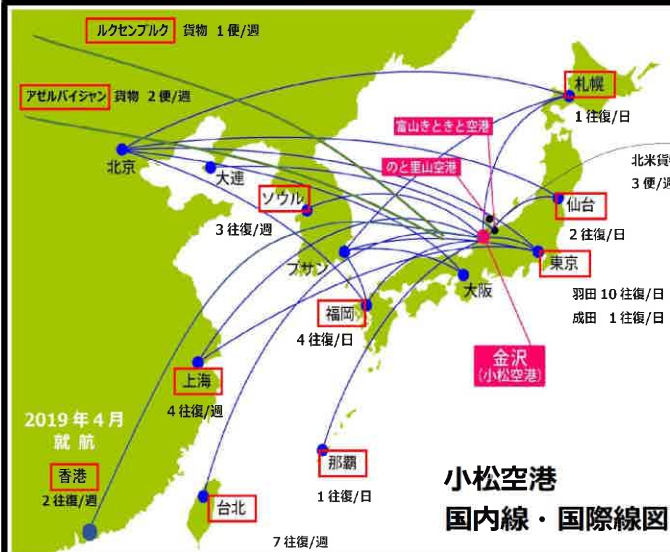 ルクセンブルク 貨物 1便/週
アゼルバイジャン 貨物 2便/週
札幌
1往復/日
富山きときと空港
のと里山空港
北京
大連
北米貨
3便/週
ソウル
3往復/週
仙台
2往復/日
プサン
東京
大阪
羽田10往復/日
成田 1往復/日
福岡
4往復/日
金沢
(小松空港)
上海
4往復/週
2019年4月
就航
香港
2往復/週
那覇
1往復/日
台北
7往復/週
小松空港
国内線・国際線図